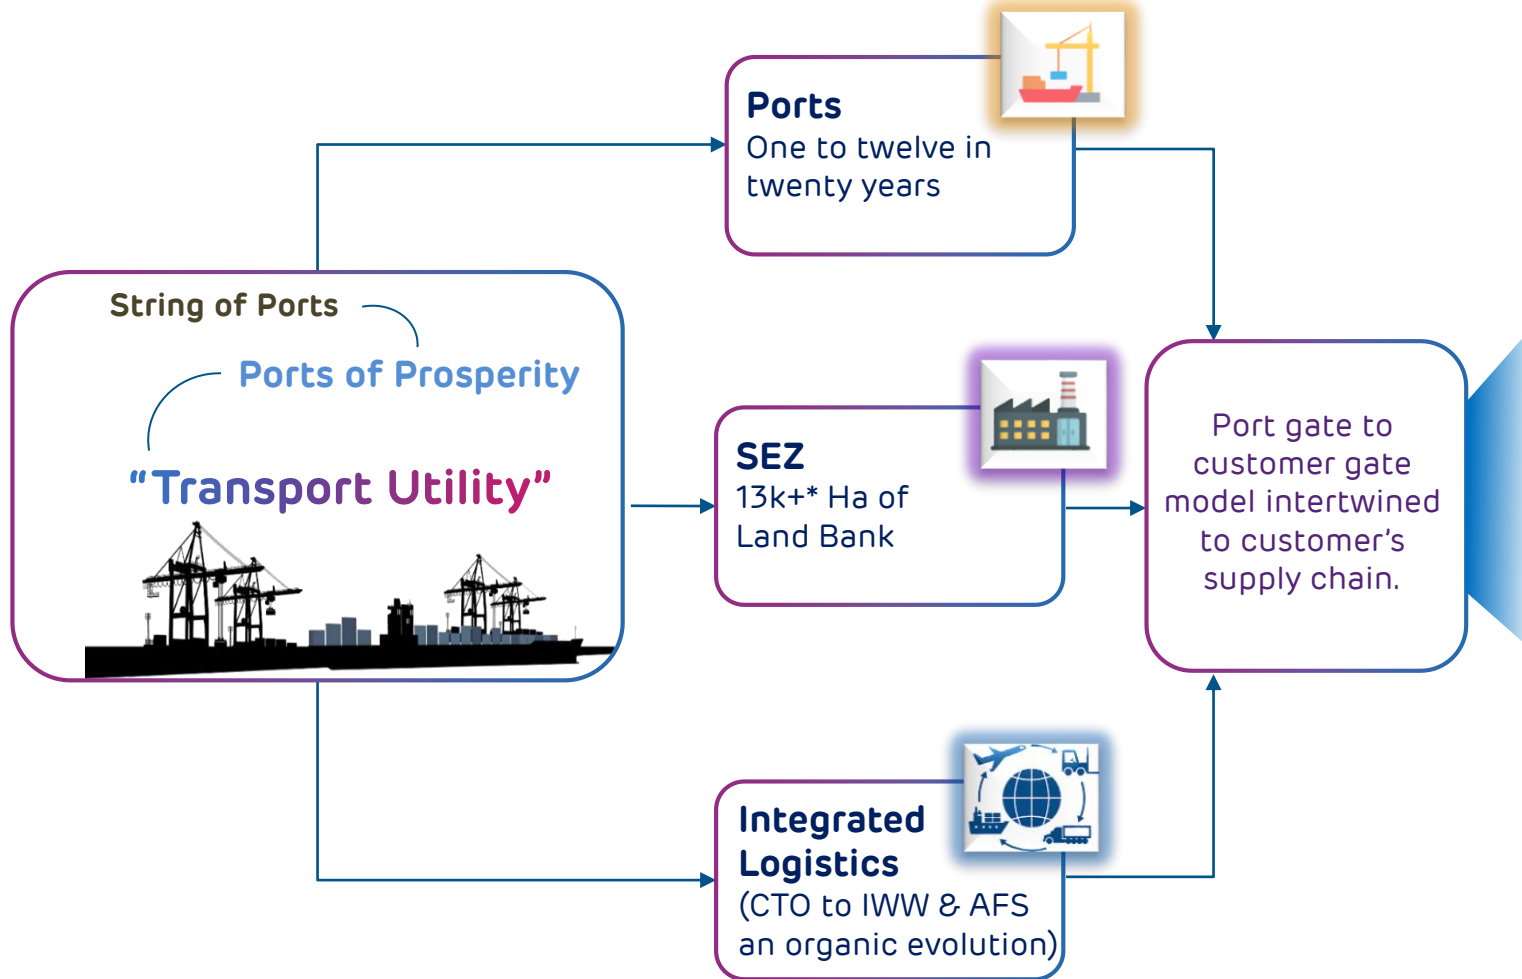 String of Ports
Ports of Prosperity
“Transport Utility”
Ports
One to twelve in
twenty years
SEZ
13k+* Ha of
Land Bank
Integrated
Logistics
(CTO to IWW & AFS
an organic evolution)
Port gate to
customer gate
model intertwined
to customer’s
supply chain.